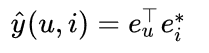 ŷ(u, i) = e_u^⊤ e_i^*